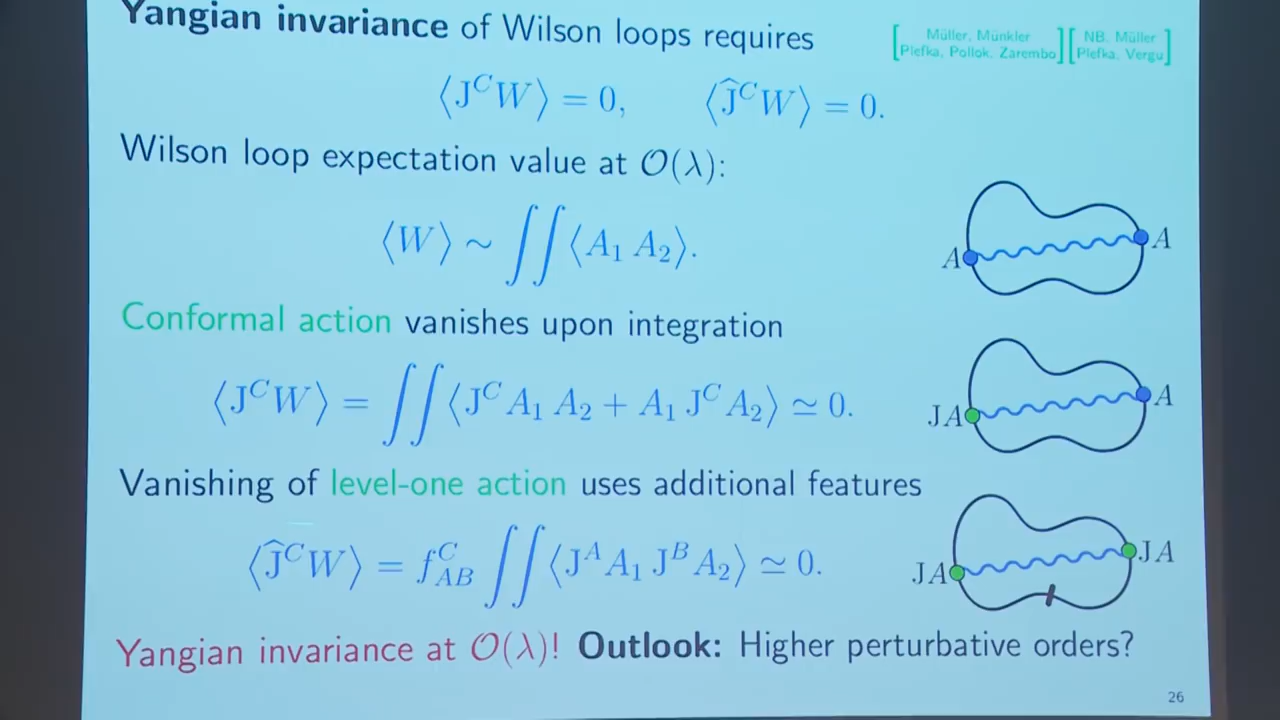 Yangian invariance of Wilson loops requires
[Müller, Münkler Plefka, Pollok, Zarembo] [NB, Müller Plefka, Vergu]
⟨J^C W⟩ = 0, ⟨Ĵ^C W⟩ = 0.
Wilson loop expectation value at O(λ):
⟨W⟩ ~ ∬⟨A₁ A₂⟩.
A A
Conformal action vanishes upon integration
⟨J^C W⟩ = ∬⟨J^C A₁ A₂ + A₁ J^C A₂⟩ ≃ 0.
JA A
Vanishing of level-one action uses additional features
⟨Ĵ^C W⟩ = f^C_{AB} ∬⟨J^A A₁ J^B A₂⟩ ≃ 0.
JA JA
Yangian invariance at O(λ)! Outlook: Higher perturbative orders?
26